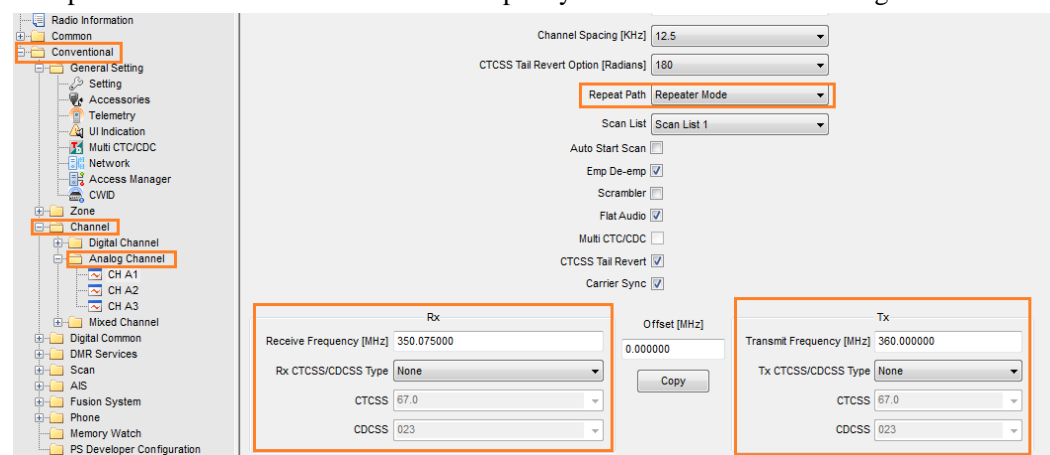 Radio Information
Common
Conventional
General Setting
Setting
Accessories
Telemetry
UI Indication
Multi CTC/CDC
Network
Access Manager
CWID
Zone
Channel
Digital Channel
Analog Channel
CH A1
CH A2
CH A3
Mixed Channel
Digital Common
DMR Services
Scan
AIS
Fusion System
Phone
Memory Watch
PS Developer Configuration
Channel Spacing [KHz] 12.5
CTCSS Tail Revert Option [Radians] 180
Repeat Path Repeater Mode
Scan List Scan List 1
Auto Start Scan
Emp De-emp
Scrambler
Flat Audio
Multi CTC/CDC
CTCSS Tail Revert
Carrier Sync
Rx
Receive Frequency [MHz] 350.075000
Rx CTCSS/CDCSS Type None
CTCSS 67.0
CDCSS 023
Offset [MHz]
0.000000
Copy
Tx
Transmit Frequency [MHz] 360.000000
Tx CTCSS/CDCSS Type None
CTCSS 67.0
CDCSS 023